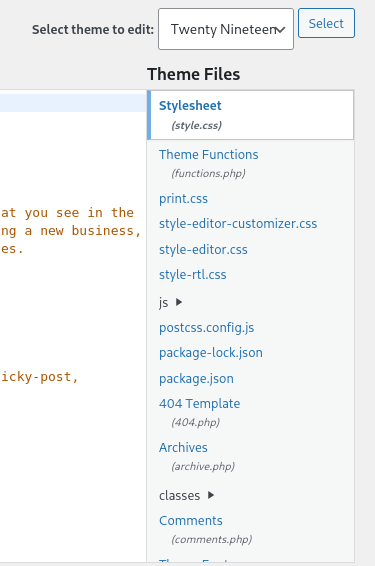 Select theme to edit: Twenty Nineteen Select
Theme Files
Stylesheet
(style.css)
Theme Functions
(functions.php)
print.css
at you see in the
style-editor-customizer.css
ng a new business,
es.
style-editor.css
style-rtl.css
js
postcss.config.js
package-lock.json
icky-post,
package.json
404 Template
(404.php)
Archives
(archive.php)
classes
Comments
(comments.php)